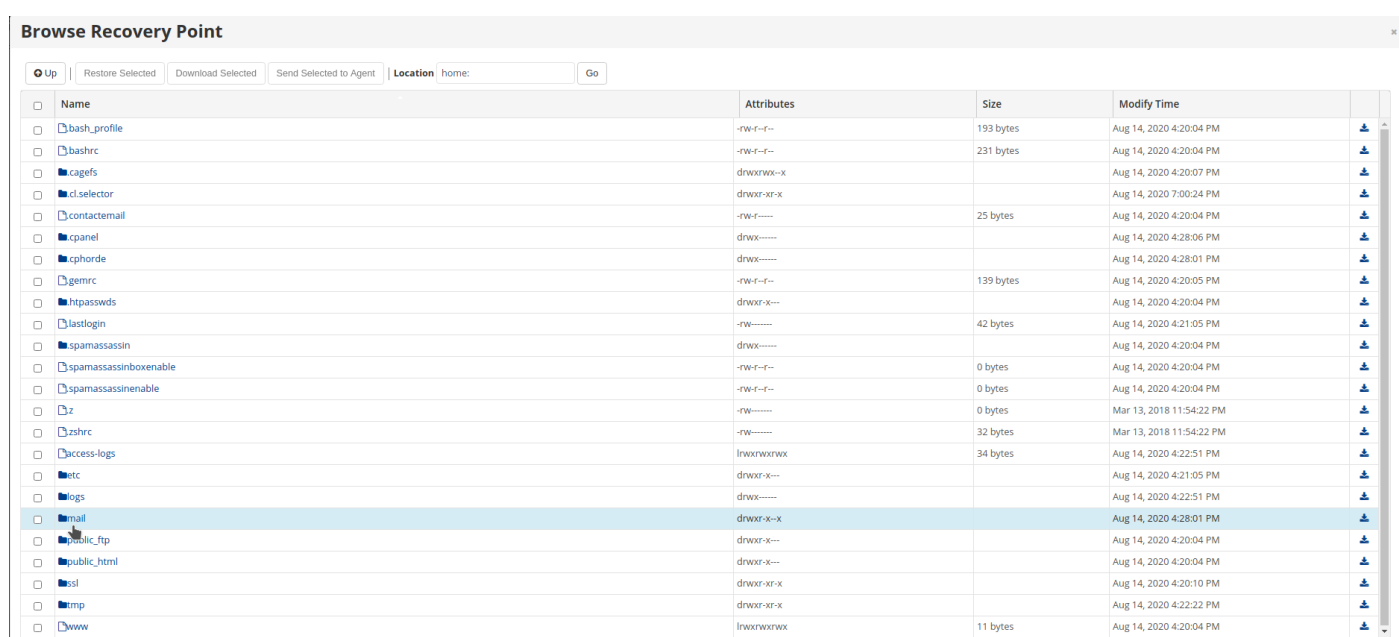 Browse Recovery Point
×
Up | Restore Selected Download Selected Send Selected to Agent | Location home: Go
Name Attributes Size Modify Time
.bash_profile -rw-r--r-- 193 bytes Aug 14, 2020 4:20:04 PM
.bashrc -rw-r--r-- 231 bytes Aug 14, 2020 4:20:04 PM
.cagefs drwxrwx--x Aug 14, 2020 4:20:07 PM
.cl.selector drwxr-xr-x Aug 14, 2020 7:00:24 PM
.contactemail -rw-r----- 25 bytes Aug 14, 2020 4:20:04 PM
.cpanel drwx------ Aug 14, 2020 4:28:06 PM
.cphorde drwx------ Aug 14, 2020 4:28:01 PM
.gemrc -rw-r--r-- 139 bytes Aug 14, 2020 4:20:05 PM
.htpasswds drwxr-x--- Aug 14, 2020 4:20:04 PM
.lastlogin -rw------- 42 bytes Aug 14, 2020 4:21:05 PM
.spamassassin drwx------ Aug 14, 2020 4:20:04 PM
.spamassassinboxenable -rw-r--r-- 0 bytes Aug 14, 2020 4:20:04 PM
.spamassassinenable -rw-r--r-- 0 bytes Aug 14, 2020 4:20:04 PM
.z -rw------- 0 bytes Mar 13, 2018 11:54:22 PM
.zshrc -rw------- 32 bytes Mar 13, 2018 11:54:22 PM
access-logs lrwxrwxrwx 34 bytes Aug 14, 2020 4:22:51 PM
etc drwxr-x--- Aug 14, 2020 4:21:05 PM
logs drwx------ Aug 14, 2020 4:22:51 PM
mail drwxr-x--x Aug 14, 2020 4:28:01 PM
public_ftp drwxr-x--- Aug 14, 2020 4:20:04 PM
public_html drwxr-x--- Aug 14, 2020 4:20:04 PM
ssl drwxr-xr-x Aug 14, 2020 4:20:10 PM
tmp drwxr-xr-x Aug 14, 2020 4:22:22 PM
www lrwxrwxrwx 11 bytes Aug 14, 2020 4:20:04 PM